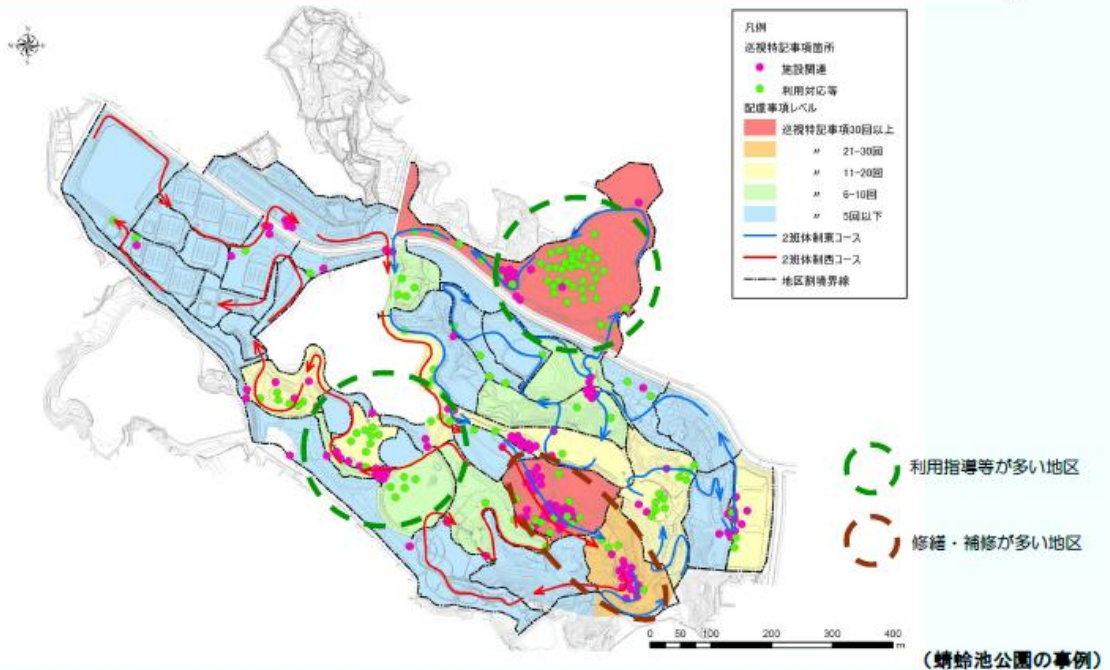 凡例
巡視特記事項箇所
施設関連
利用対応等
配慮事項レベル
巡視特記事項30回以上
〃 21-30回
〃 11-20回
〃 6-10回
〃 5回以下
2班体制東コース
2班体制西コース
地区割境界線
利用指導等が多い地区
修繕・補修が多い地区
0 50 100 200 300 400
m
(蜻蛉池公園の事例)